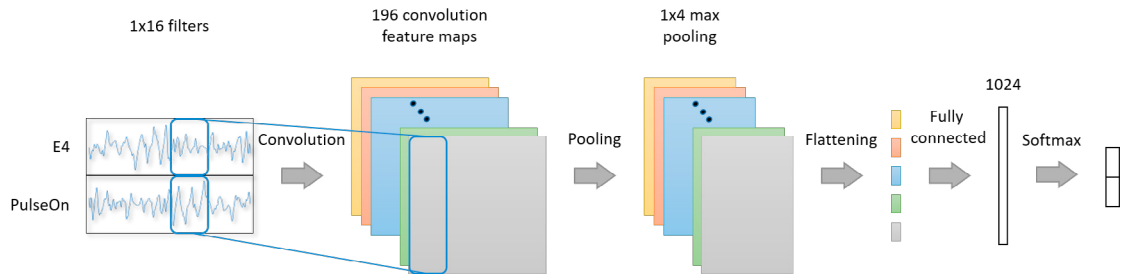 1x16 filters
196 convolution
feature maps
1x4 max
pooling
E4
PulseOn
Convolution
Pooling
Flattening
Fully
connected
1024
Softmax